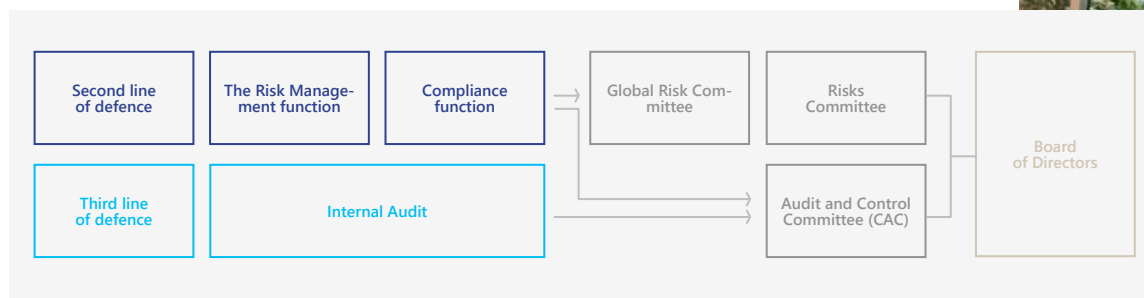 Second line
of defence
The Risk Manage-
ment function
Compliance
function
Global Risk Com-
mittee
Risks
Committee
Board
of Directors
Third line
of defence
Internal Audit
Audit and Control
Committee (CAC)